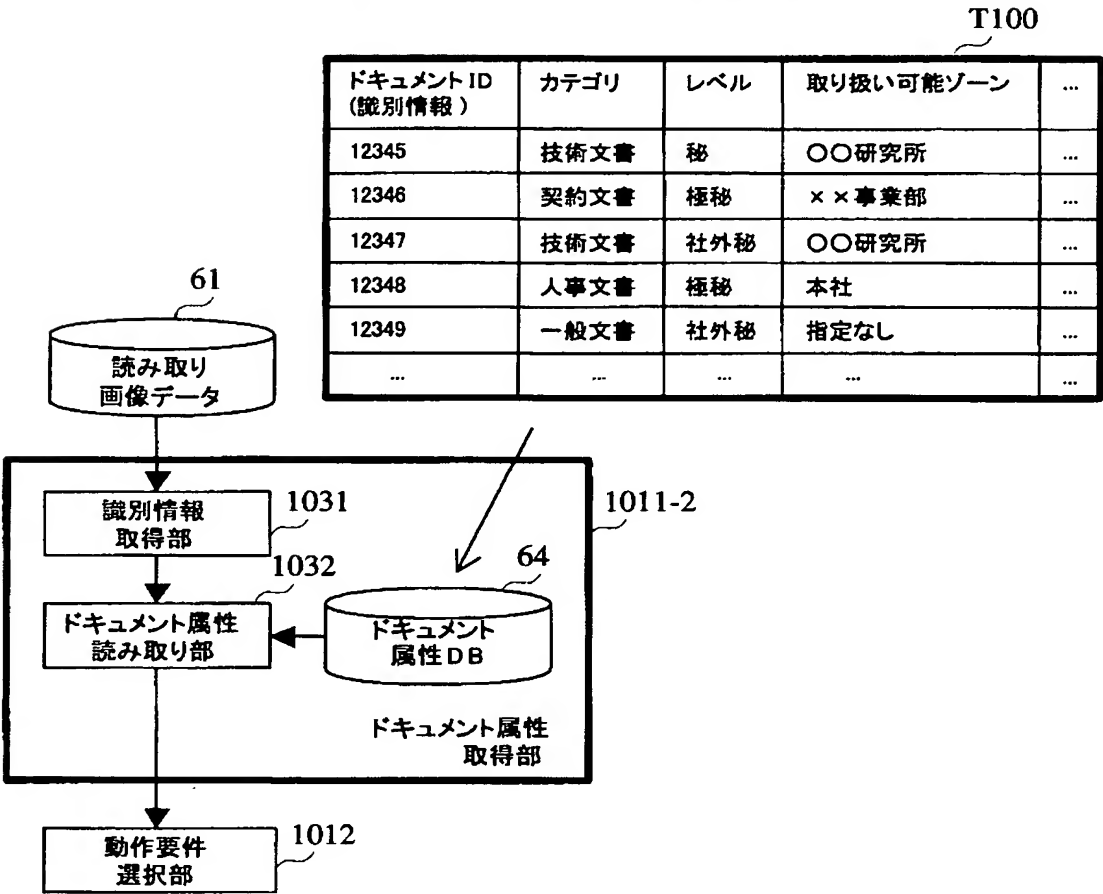 T100
ドキュメント ID カテゴリ レベル 取り扱い可能ゾーン ...
(識別情報)
12345 技術文書 秘 〇〇研究所 ...
12346 契約文書 極秘 ××事業部 ...
12347 技術文書 社外秘 〇〇研究所 ...
12348 人事文書 極秘 本社 ...
12349 一般文書 社外秘 指定なし ...
... ... ... ... ...
61
読み取り
画像データ
1031
識別情報
取得部
1011-2
1032
ドキュメント属性
読み取り部
64
ドキュメント
属性DB
ドキュメント属性
取得部
1012
動作要件
選択部